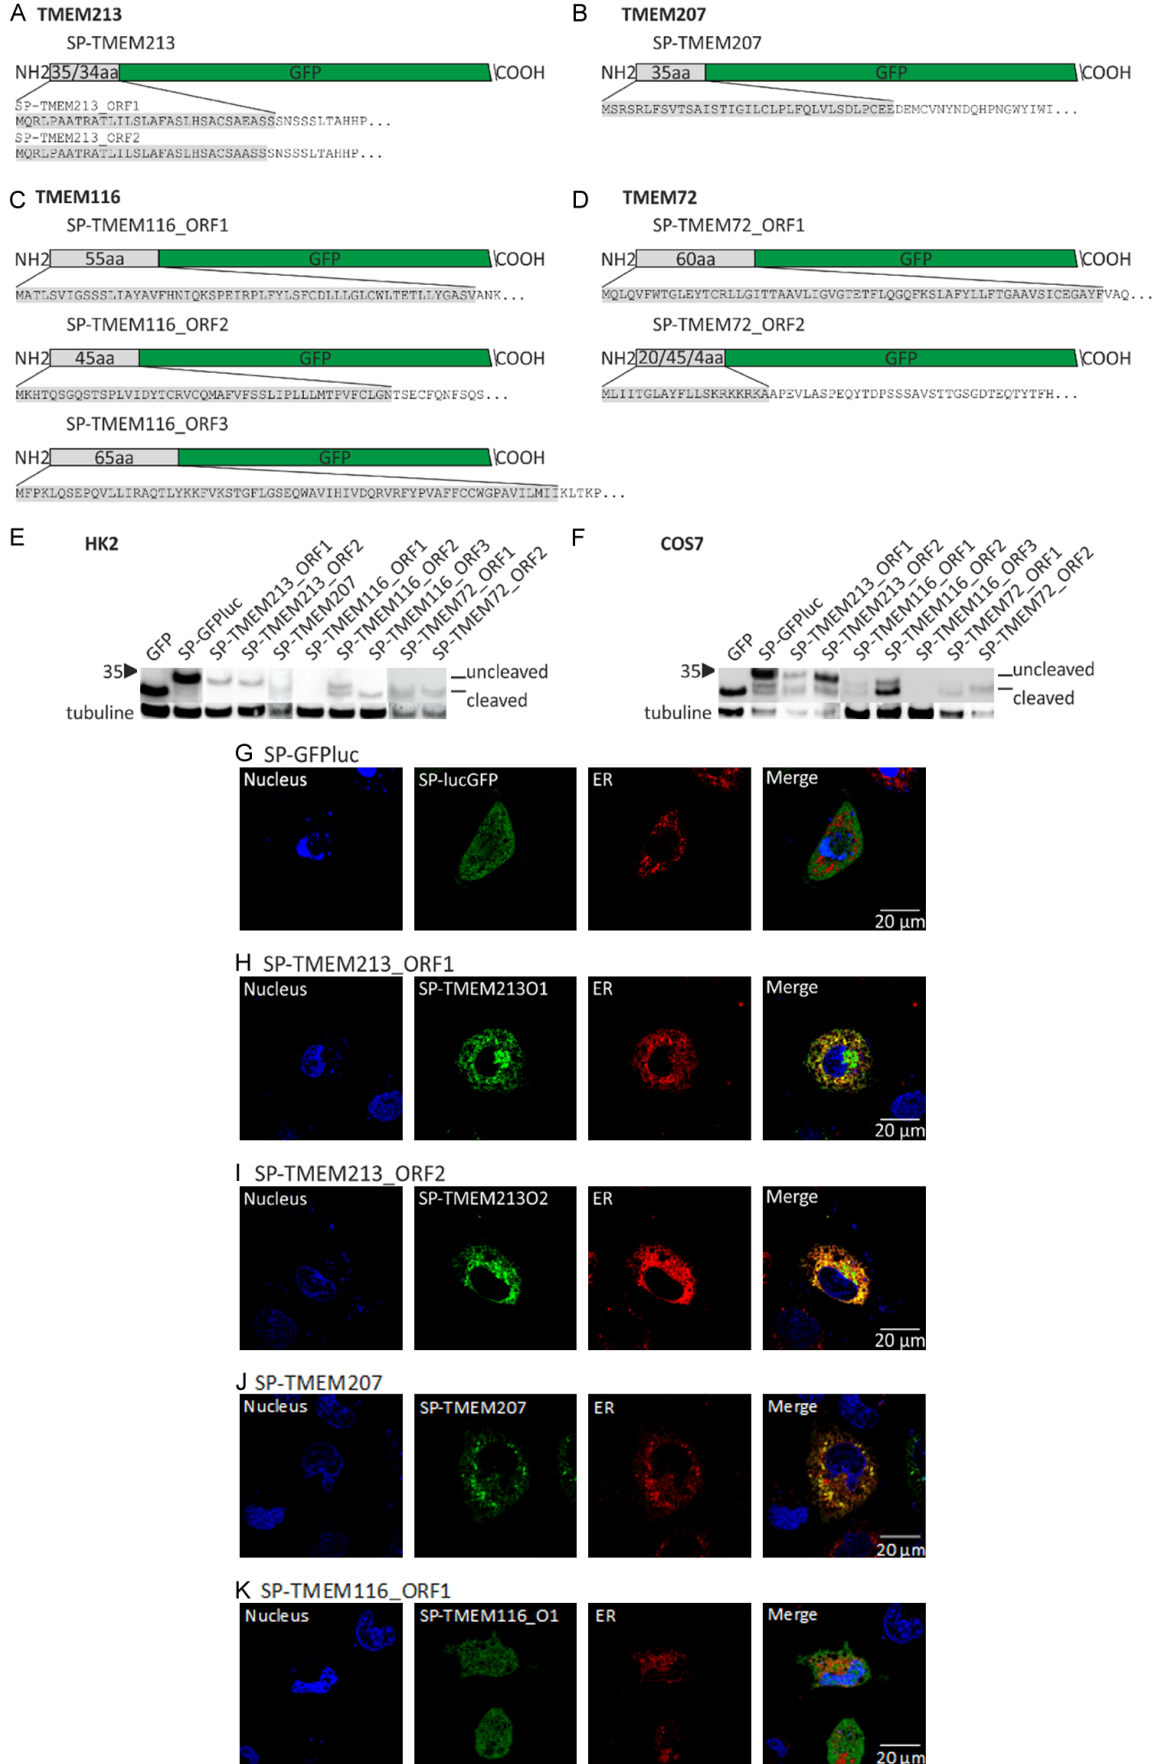 A TMEM213
SP-TMEM213
NH2 35/34aa GFP \COOH
SP-TMEM213_ORF1
MQRLPAATRATLILSLAFASLHSACSAEASSSNSSSLTAHHP...
SP-TMEM213_ORF2
MQRLPAATRATLILSLAFASLHSACSAASSSNSSSLTAHHP...
B TMEM207
SP-TMEM207
NH2 35aa GFP \COOH
MSRSRLFSVTSAISTIGILCLPLFQLVLSDLPCEEDEMCVNYNDQHPNGWYIWI...
C TMEM116
SP-TMEM116_ORF1
NH2 55aa GFP \COOH
MATLSVIGSSSLIAYAVFHNIQKSPEIRPLFYLSFCDLLLGLCWLTETLLYGASVANK...
SP-TMEM116_ORF2
NH2 45aa GFP \COOH
MKHTQSGQSTSPLVIDYTCRVCQMAFVFSSLIPLLLMTPVFCLGNTSECFQNFSQS...
SP-TMEM116_ORF3
NH2 65aa GFP \COOH
MFPKLQSEPQVLLIRAQTLYKKFVKSTGFLGSEQWAVIHIVDQRVRFYPVAFFCCWGPAVILMIIKLTKP...
D TMEM72
SP-TMEM72_ORF1
NH2 60aa GFP \COOH
MQLQVFWTGLEYTCRLLGITTAAVLIGVGTETFLQGQFKSLAFYLLFTGAAVSICEGAYFVAQ...
SP-TMEM72_ORF2
NH2 20/45/4aa GFP \COOH
MLIITGLAYFLLSKRKKRKAAPEVLASPEQYTDPSSSAVSTTGSGDTEQTYTFH...
E HK2
GFP
SP-GFPluc
SP-TMEM213_ORF1
SP-TMEM213_ORF2
SP-TMEM207
SP-TMEM116_ORF1
SP-TMEM116_ORF2
SP-TMEM116_ORF3
SP-TMEM72_ORF1
SP-TMEM72_ORF2
35
uncleaved
cleaved
tubuline
F COS7
GFP
SP-GFPluc
SP-TMEM213_ORF1
SP-TMEM213_ORF2
SP-TMEM116_ORF1
SP-TMEM116_ORF2
SP-TMEM116_ORF3
SP-TMEM72_ORF1
SP-TMEM72_ORF2
35
uncleaved
cleaved
tubuline
G SP-GFPluc
Nucleus SP-lucGFP ER Merge
20 µm
H SP-TMEM213_ORF1
Nucleus SP-TMEM213O1 ER Merge
20 µm
I SP-TMEM213_ORF2
Nucleus SP-TMEM213O2 ER Merge
20 µm
J SP-TMEM207
Nucleus SP-TMEM207 ER Merge
20 µm
K SP-TMEM116_ORF1
Nucleus SP-TMEM116_O1 ER Merge
20 µm